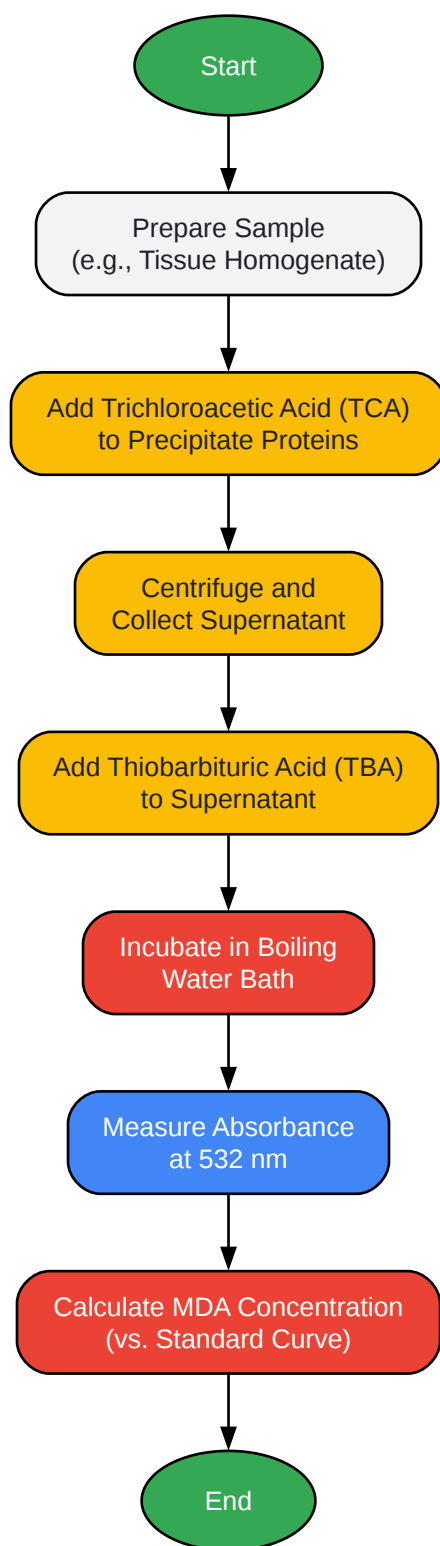 Start
Prepare Sample
(e.g., Tissue Homogenate)
Add Trichloroacetic Acid (TCA)
to Precipitate Proteins
Centrifuge and
Collect Supernatant
Add Thiobarbituric Acid (TBA)
to Supernatant
Incubate in Boiling
Water Bath
Measure Absorbance
at 532 nm
Calculate MDA Concentration
(vs. Standard Curve)
End